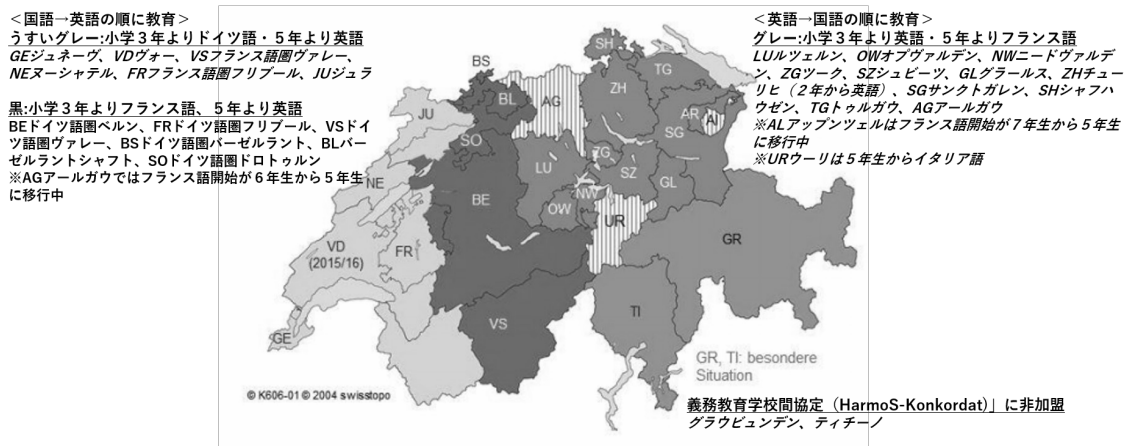 ＜国語→英語の順に教育＞
うすいグレー:小学３年よりドイツ語・５年より英語
GEジュネーヴ、VDヴォー、VSフランス語圏ヴァレー、
NEヌーシャテル、FRフランス語圏フリブール、JUジュラ
黒:小学３年よりフランス語、５年より英語
BEドイツ語圏ベルン、FRドイツ語圏フリブール、VSドイ
ツ語圏ヴァレー、BSドイツ語圏バーゼルラント、BLバー
ゼルラントシャフト、SOドイツ語圏ドロトゥルン
※AGアールガウではフランス語開始が６年生から５年生
に移行中
＜英語→国語の順に教育＞
グレー:小学３年より英語・５年よりフランス語
LUルツェルン、OWオプヴァルデン、NWニードヴァルデ
ン、ZGツーク、SZシュビーツ、GLグラールス、ZHチュー
リヒ（２年から英語）、SGサンクトガレン、SHシャフハ
ウゼン、TGトゥルガウ、AGアールガウ
※ALアップンツェルはフランス語開始が７年生から５年生
に移行中
※URウーリは５年生からイタリア語
SH
BS
TG
BL
AG
ZH
JU
AR
AI
SG
SO
ZG
LU
SZ
GL
NE
NW
BE
OW
UR
VD
(2015/16)
FR
GR
VS
TI
GE
GR, TI: besondere
Situation
© K606-01 © 2004 swisstopo
義務教育学校間協定（HarmoS-Konkordat)」に非加盟
グラウビュンデン、ティチーノ